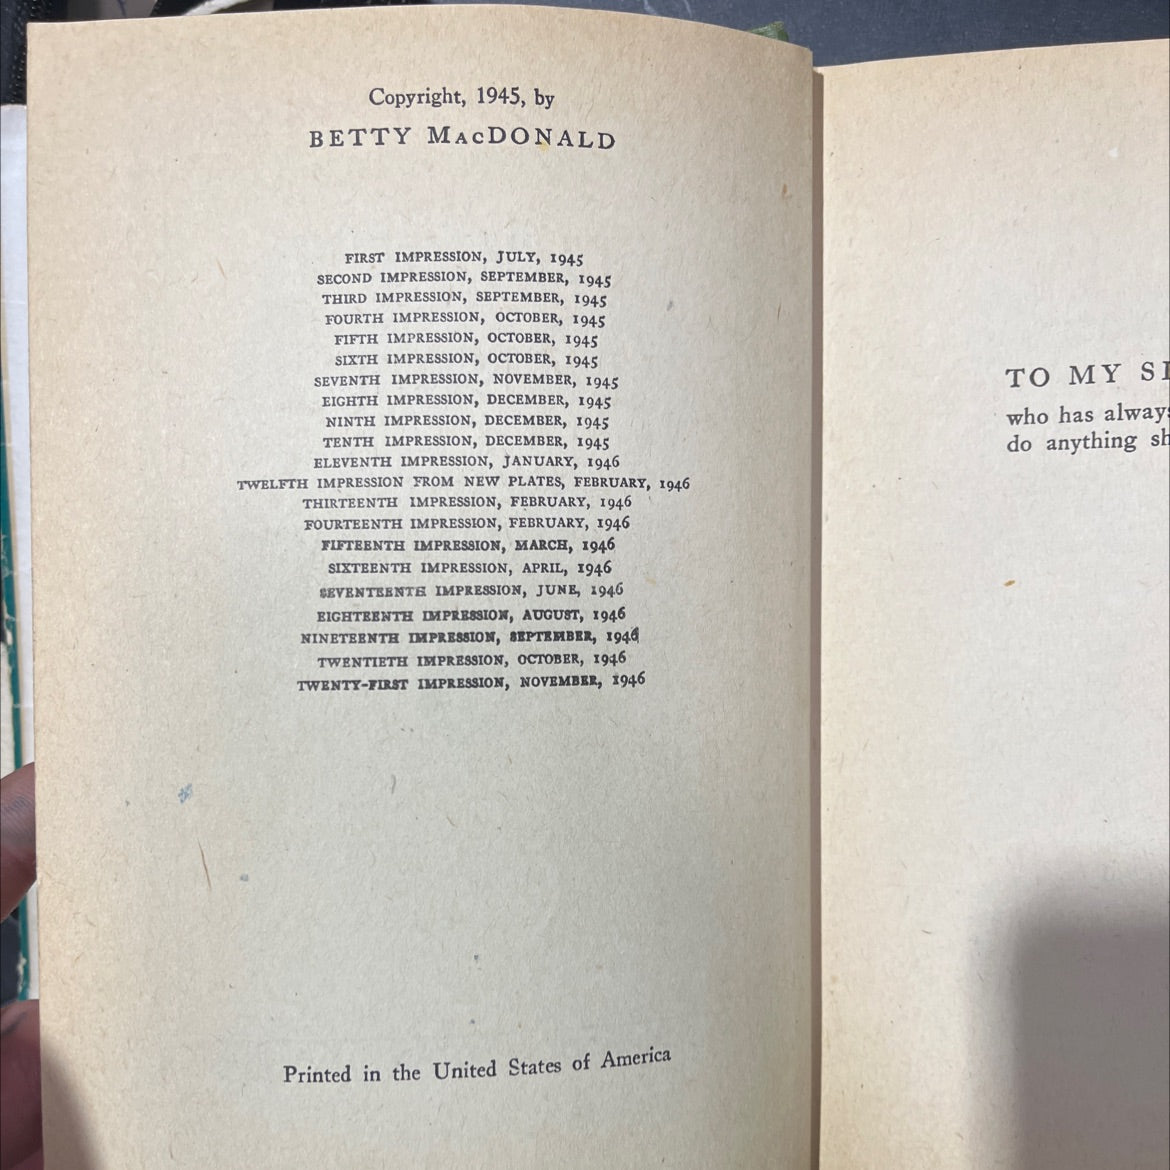 Copyright, 1945, by
BETTY MACDONALD
FIRST IMPRESSION, JULY, 1945
SECOND IMPRESSION, SEPTEMBER, 1945
THIRD IMPRESSION, SEPTEMBER, 1945
FOURTH IMPRESSION, OCTOBER, 1945
FIFTH IMPRESSION, OCTOBER, 1945
SIXTH IMPRESSION, OCTOBER, 1945
SEVENTH IMPRESSION, NOVEMBER, 1945
EIGHTH IMPRESSION, DECEMBER, 1945
NINTH IMPRESSION, DECEMBER, 1945
TENTH IMPRESSION, DECEMBER, 1945
ELEVENTH IMPRESSION, JANUARY, 1946
TWELFTH IMPRESSION FROM NEW PLATES, FEBRUARY, 1946
THIRTEENTH IMPRESSION, FEBRUARY, 1946
FOURTEENTH IMPRESSION, FEBRUARY, 1946
FIFTEENTH IMPRESSION, MARCH, 1946
SIXTEENTH IMPRESSION, APRIL, 1946
SEVENTEENTH IMPRESSION, JUNE, 1946
EIGHTEENTH IMPRESSION, AUGUST, 1946
NINETEENTH IMPRESSION, SEPTEMBER, 1946
TWENTIETH IMPRESSION, OCTOBER, 1946
TWENTY-FIRST IMPRESSION, NOVEMBER, 1946
Printed in the United States of America
TO MY
who has always
do anything